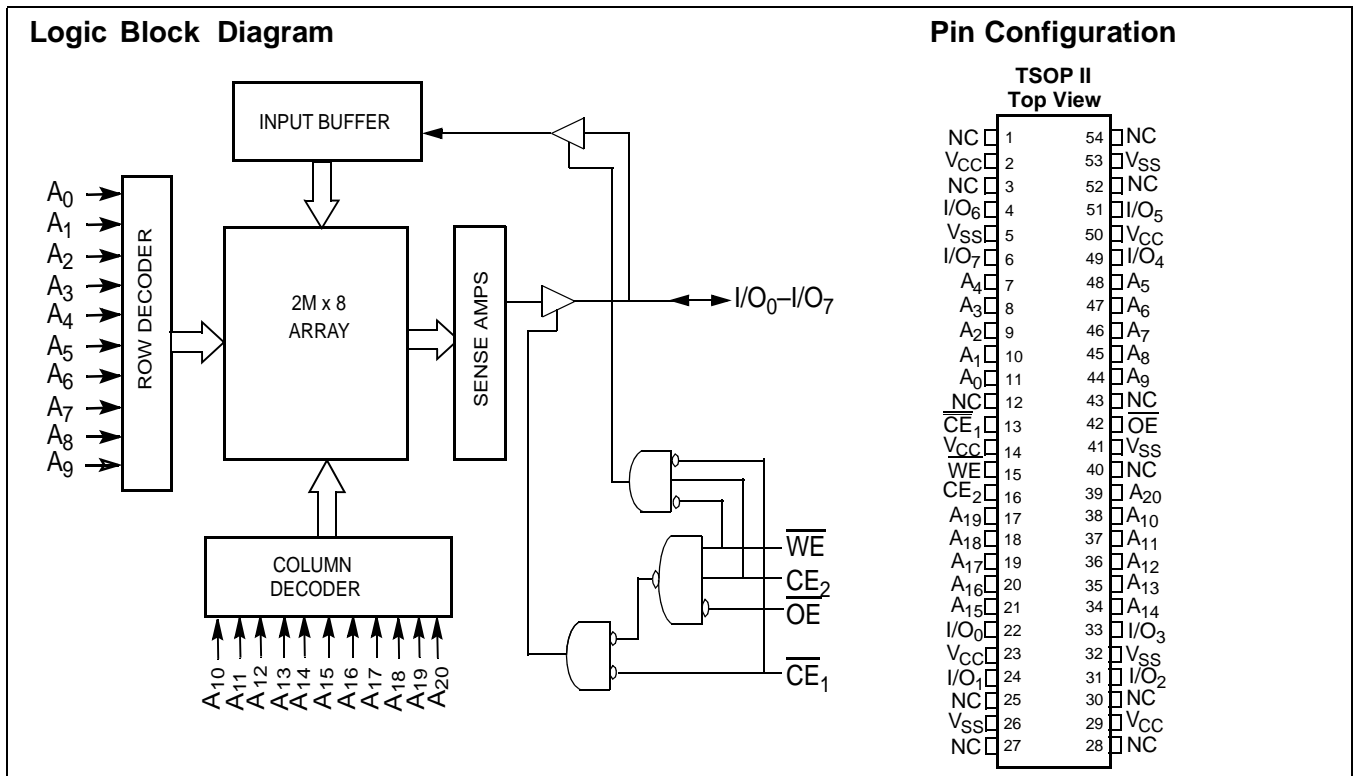 Logic Block Diagram
Pin Configuration
TSOP II
Top View
INPUT BUFFER
ROW DECODER
2M x 8
ARRAY
SENSE AMPS
COLUMN
DECODER
A0
A1
A2
A3
A4
A5
A6
A7
A8
A9
A10
A11
A12
A13
A14
A15
A16
A17
A18
A19
A20
I/O0–I/O7
W̅E̅
CE2
O̅E̅
C̅E̅1
NC 1 54 NC
VCC 2 53 VSS
NC 3 52 NC
I/O6 4 51 I/O5
VSS 5 50 VCC
I/O7 6 49 I/O4
A4 7 48 A5
A3 8 47 A6
A2 9 46 A7
A1 10 45 A8
A0 11 44 A9
NC 12 43 NC
C̅E̅1 13 42 O̅E̅
VCC 14 41 VSS
W̅E̅ 15 40 NC
CE2 16 39 A20
A19 17 38 A10
A18 18 37 A11
A17 19 36 A12
A16 20 35 A13
A15 21 34 A14
I/O0 22 33 I/O3
VCC 23 32 VSS
I/O1 24 31 I/O2
NC 25 30 NC
VSS 26 29 VCC
NC 27 28 NC